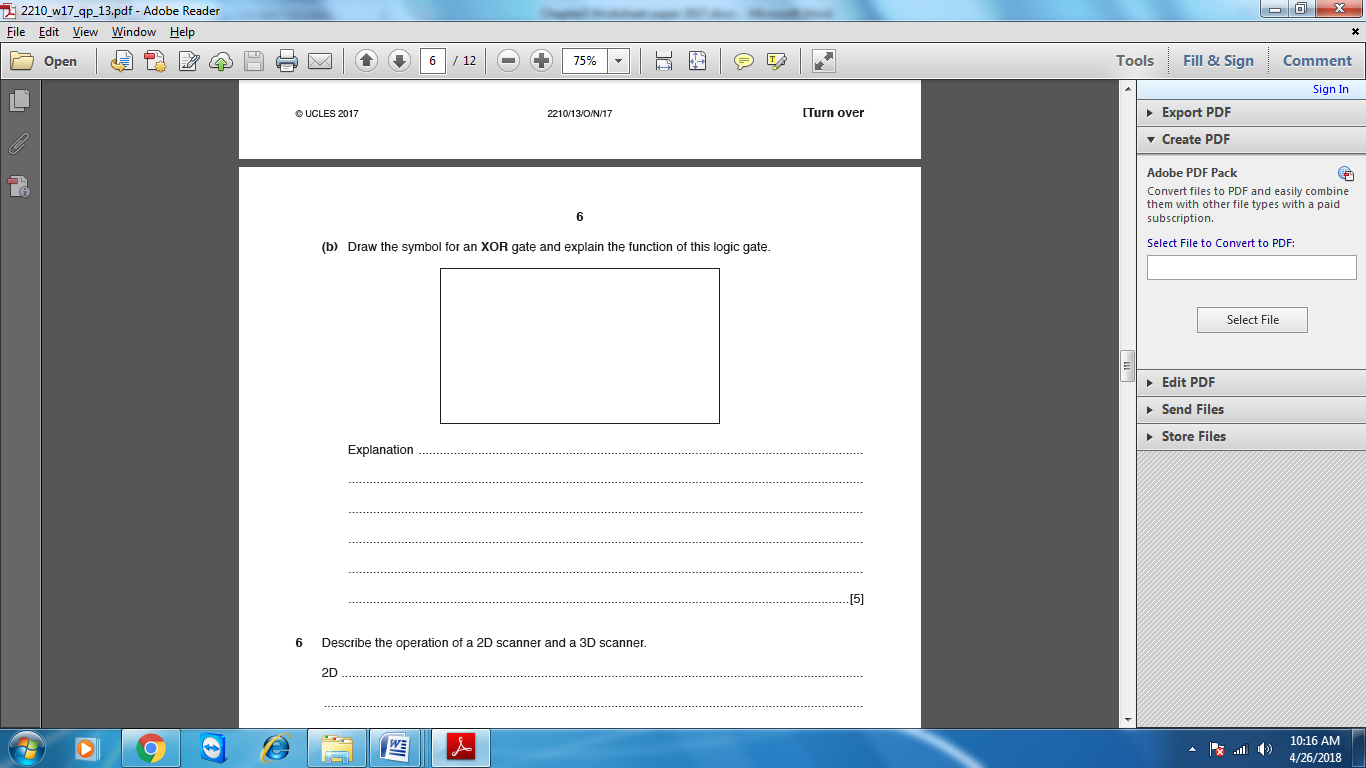 2210_w17_qp_13.pdf - Adobe Reader
File Edit View Window Help
Open 6 / 12 75% Tools Fill & Sign Comment
Sign In
Export PDF
Create PDF
Adobe PDF Pack
Convert files to PDF and easily combine
them with other file types with a paid
subscription.
Select File to Convert to PDF:
Select File
Edit PDF
Send Files
Store Files
© UCLES 2017 2210/13/O/N/17 [Turn over
6
(b) Draw the symbol for an XOR gate and explain the function of this logic gate.
Explanation
[5]
6 Describe the operation of a 2D scanner and a 3D scanner.
2D
10:16 AM
4/26/2018